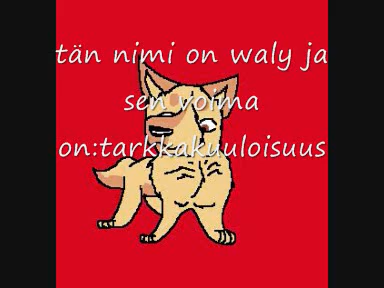 tän nimi on waly ja
sen voima
on:tarkkakuuloisuus